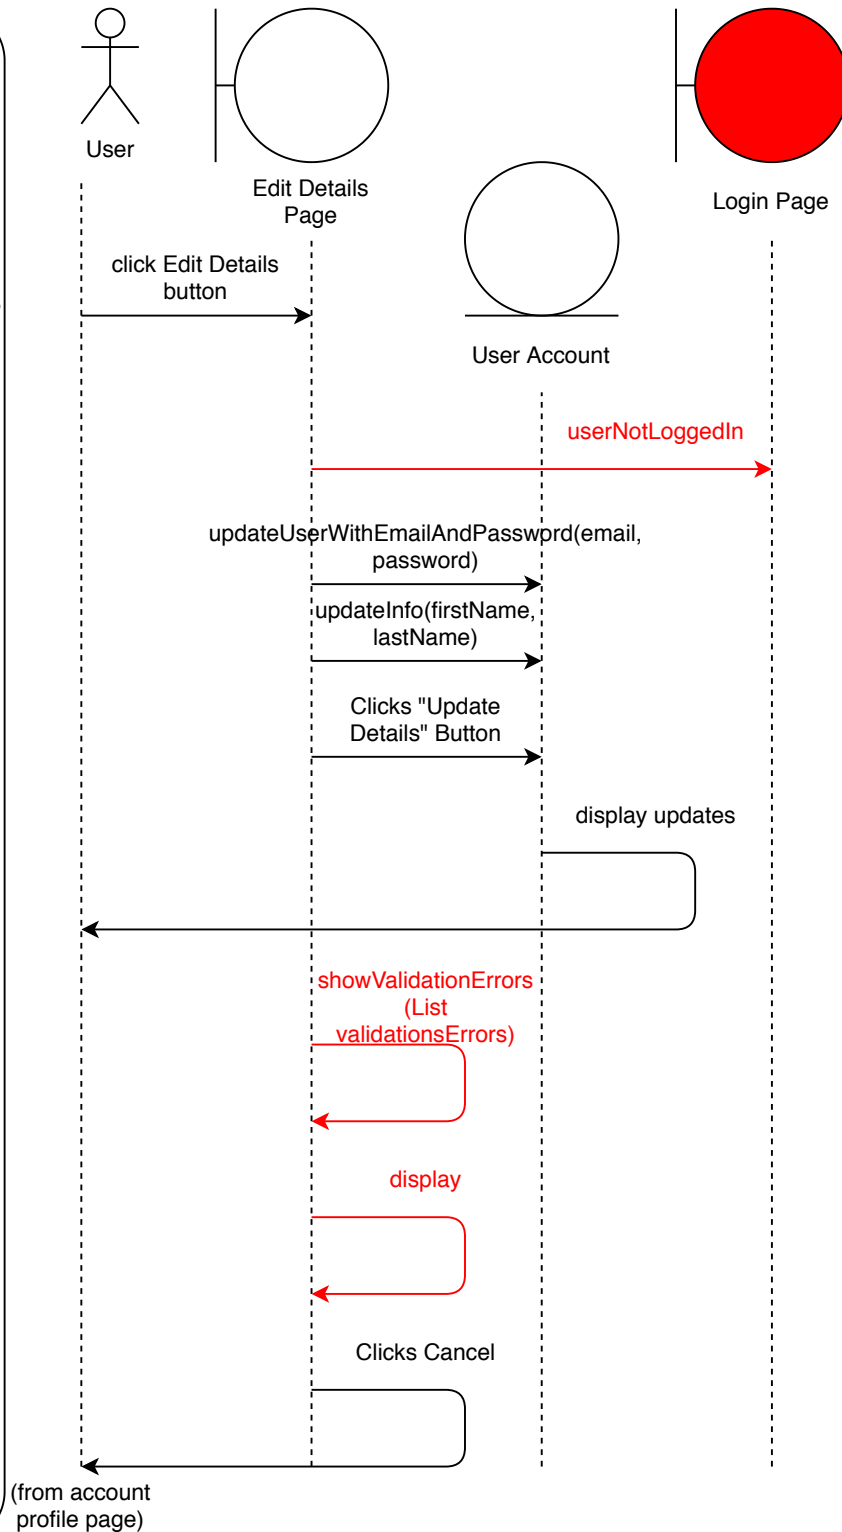 User
Edit Details
Page
Login Page
click Edit Details
button
User Account
userNotLoggedIn
updateUserWithEmailAndPassword(email,
password)
updateInfo(firstName,
lastName)
Clicks "Update
Details" Button
display updates
showValidationErrors
(List
validationsErrors)
display
Clicks Cancel
(from account
profile page)